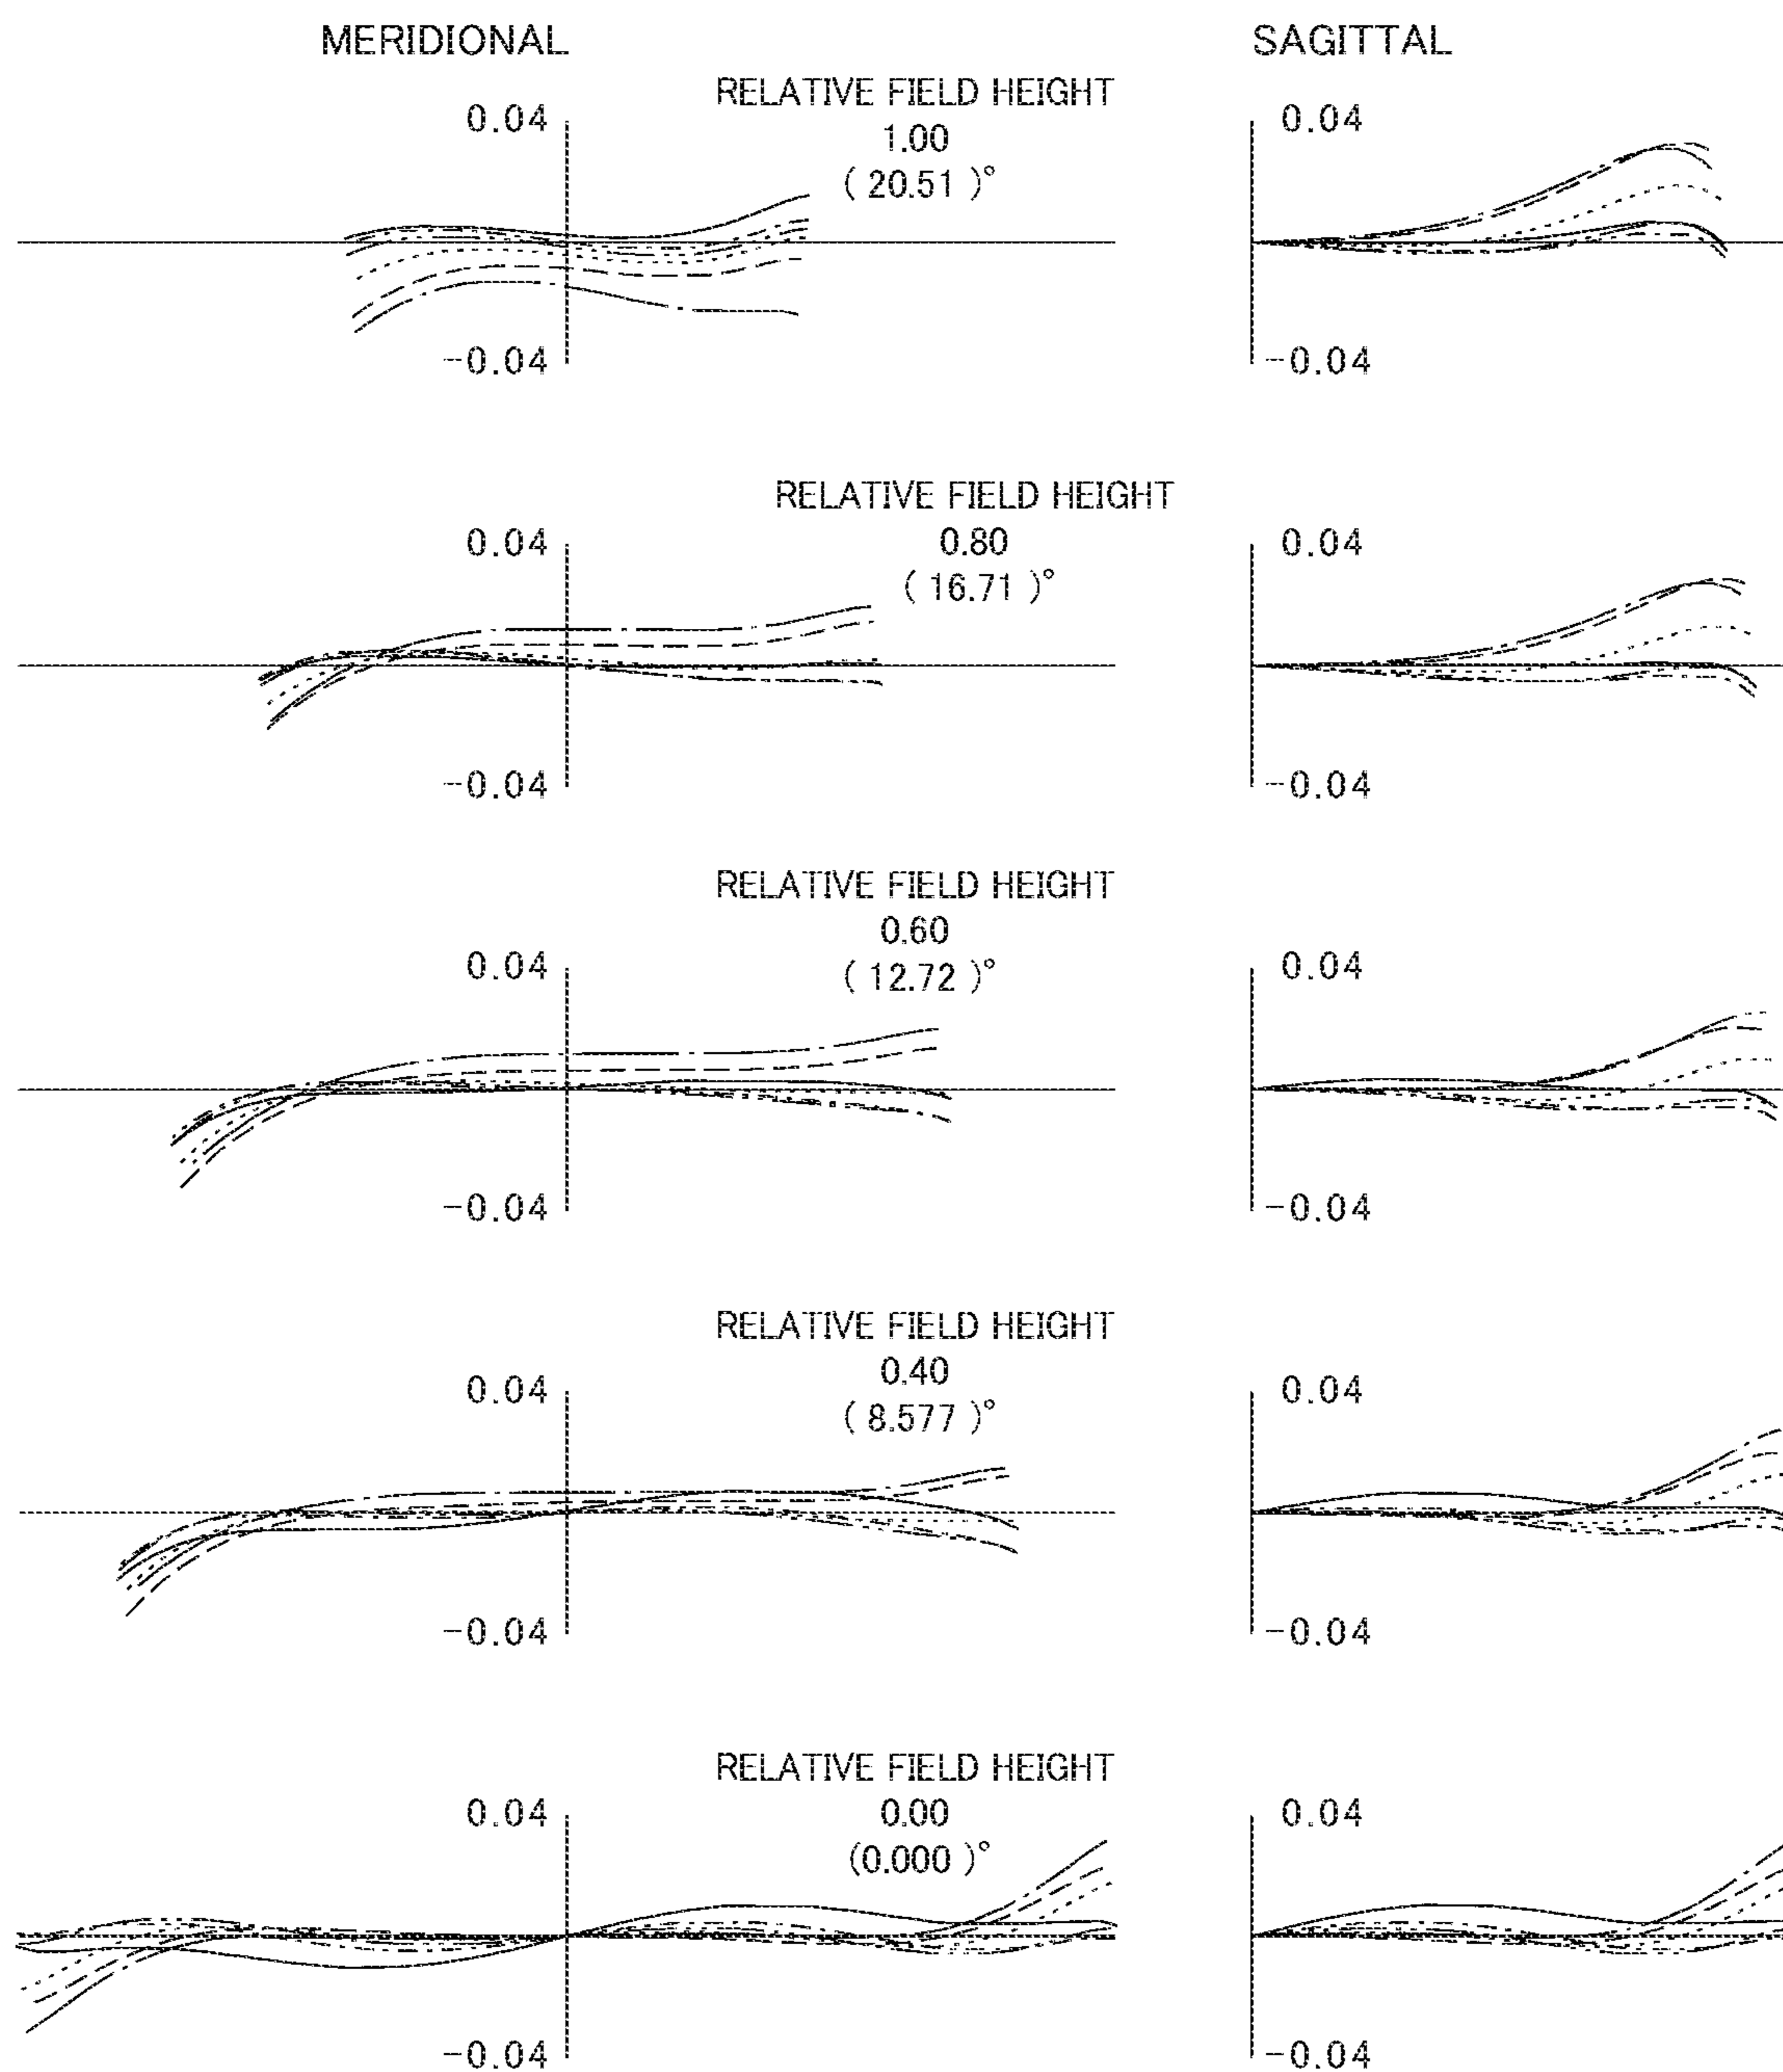 MERIDIONAL
SAGITTAL
RELATIVE FIELD HEIGHT
0.04
1.00
0.04
( 20.51 )°
-0.04
-0.04
RELATIVE FIELD HEIGHT
0.04
0.80
0.04
( 16.71 )°
-0.04
-0.04
RELATIVE FIELD HEIGHT
0.60
0.04
( 12.72 )°
0.04
-0.04
-0.04
RELATIVE FIELD HEIGHT
0.40
0.04
( 8.577 )°
0.04
-0.04
-0.04
RELATIVE FIELD HEIGHT
0.04
0.00
0.04
(0.000 )°
-0.04
-0.04